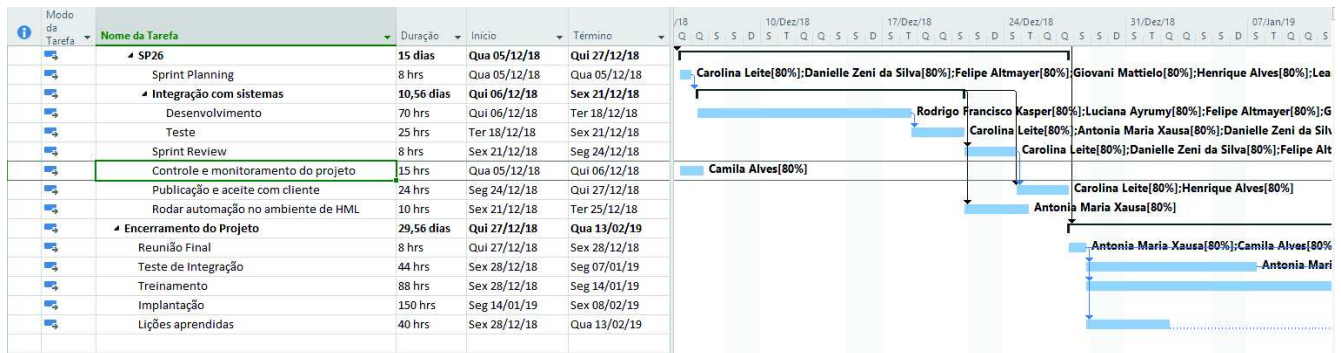 Modo da Tarefa Nome da Tarefa Duração Início Término
/18 10/Dez/18 17/Dez/18 24/Dez/18 31/Dez/18 07/Jan/19
Q Q S S D S T Q Q S S D S T Q Q S S D S T Q Q S S D S T Q Q S S D S T Q Q S
SP26 15 dias Qua 05/12/18 Qui 27/12/18
Sprint Planning 8 hrs Qua 05/12/18 Qua 05/12/18 Carolina Leite[80%];Danielle Zeni da Silva[80%];Felipe Altmayer[80%];Giovani Mattielo[80%];Henrique Alves[80%];Lea
Integração com sistemas 10,56 dias Qui 06/12/18 Sex 21/12/18
Desenvolvimento 70 hrs Qui 06/12/18 Ter 18/12/18 Rodrigo Francisco Kasper[80%];Luciana Ayrumy[80%];Felipe Altmayer[80%];G
Teste 25 hrs Ter 18/12/18 Sex 21/12/18 Carolina Leite[80%];Antonia Maria Xausa[80%];Danielle Zeni da Silv
Sprint Review 8 hrs Sex 21/12/18 Seg 24/12/18 Carolina Leite[80%];Danielle Zeni da Silva[80%];Felipe Alt
Controle e monitoramento do projeto 15 hrs Qua 05/12/18 Qui 06/12/18 Camila Alves[80%]
Publicação e aceite com cliente 24 hrs Seg 24/12/18 Qui 27/12/18 Carolina Leite[80%];Henrique Alves[80%]
Rodar automação no ambiente de HML 10 hrs Sex 21/12/18 Ter 25/12/18 Antonia Maria Xausa[80%]
Encerramento do Projeto 29,56 dias Qui 27/12/18 Qua 13/02/19
Reunião Final 8 hrs Qui 27/12/18 Sex 28/12/18 Antonia Maria Xausa[80%];Camila Alves[80%
Teste de Integração 44 hrs Sex 28/12/18 Seg 07/01/19 Antonia Mari
Treinamento 88 hrs Sex 28/12/18 Seg 14/01/19
Implantação 150 hrs Seg 14/01/19 Sex 08/02/19
Lições aprendidas 40 hrs Sex 28/12/18 Qua 13/02/19